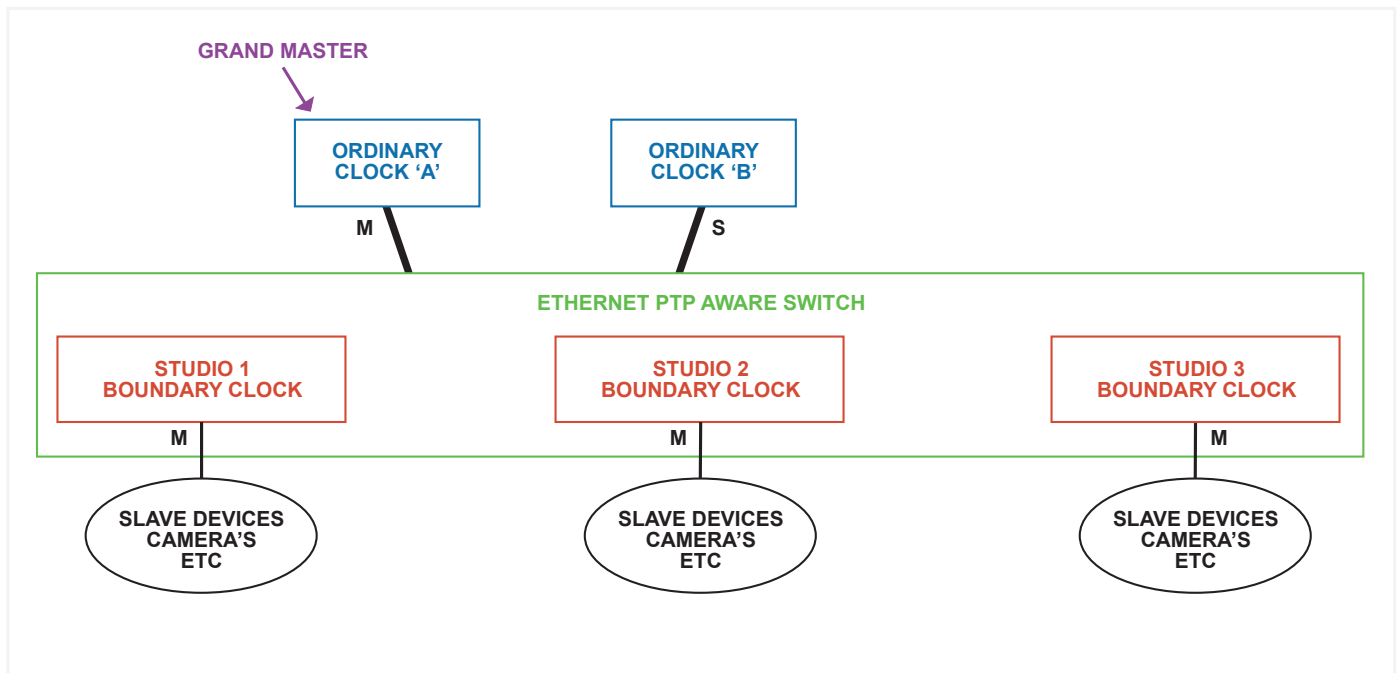 GRAND MASTER
ORDINARY
CLOCK ‘A’
ORDINARY
CLOCK ‘B’
M
S
ETHERNET PTP AWARE SWITCH
STUDIO 1
BOUNDARY CLOCK
STUDIO 2
BOUNDARY CLOCK
STUDIO 3
BOUNDARY CLOCK
M
M
M
SLAVE DEVICES
CAMERA’S
ETC
SLAVE DEVICES
CAMERA’S
ETC
SLAVE DEVICES
CAMERA’S
ETC